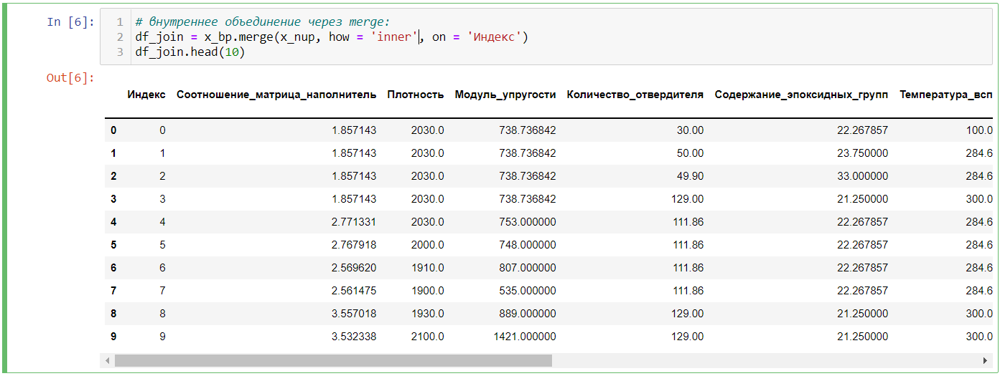 In [6]:
1 # внутреннее объединение через merge:
2 df_join = x_bp.merge(x_nup, how = 'inner', on = 'Индекс')
3 df_join.head(10)
Out[6]:
Индекс Соотношение_матрица_наполнитель Плотность Модуль_упругости Количество_отвердителя Содержание_эпоксидных_групп Температура_всп
0 0 1.857143 2030.0 738.736842 30.00 22.267857 100.0
1 1 1.857143 2030.0 738.736842 50.00 23.750000 284.6
2 2 1.857143 2030.0 738.736842 49.90 33.000000 284.6
3 3 1.857143 2030.0 738.736842 129.00 21.250000 300.0
4 4 2.771331 2030.0 753.000000 111.86 22.267857 284.6
5 5 2.767918 2000.0 748.000000 111.86 22.267857 284.6
6 6 2.569620 1910.0 807.000000 111.86 22.267857 284.6
7 7 2.561475 1900.0 535.000000 111.86 22.267857 284.6
8 8 3.557018 1930.0 889.000000 129.00 21.250000 300.0
9 9 3.532338 2100.0 1421.000000 129.00 21.250000 300.0